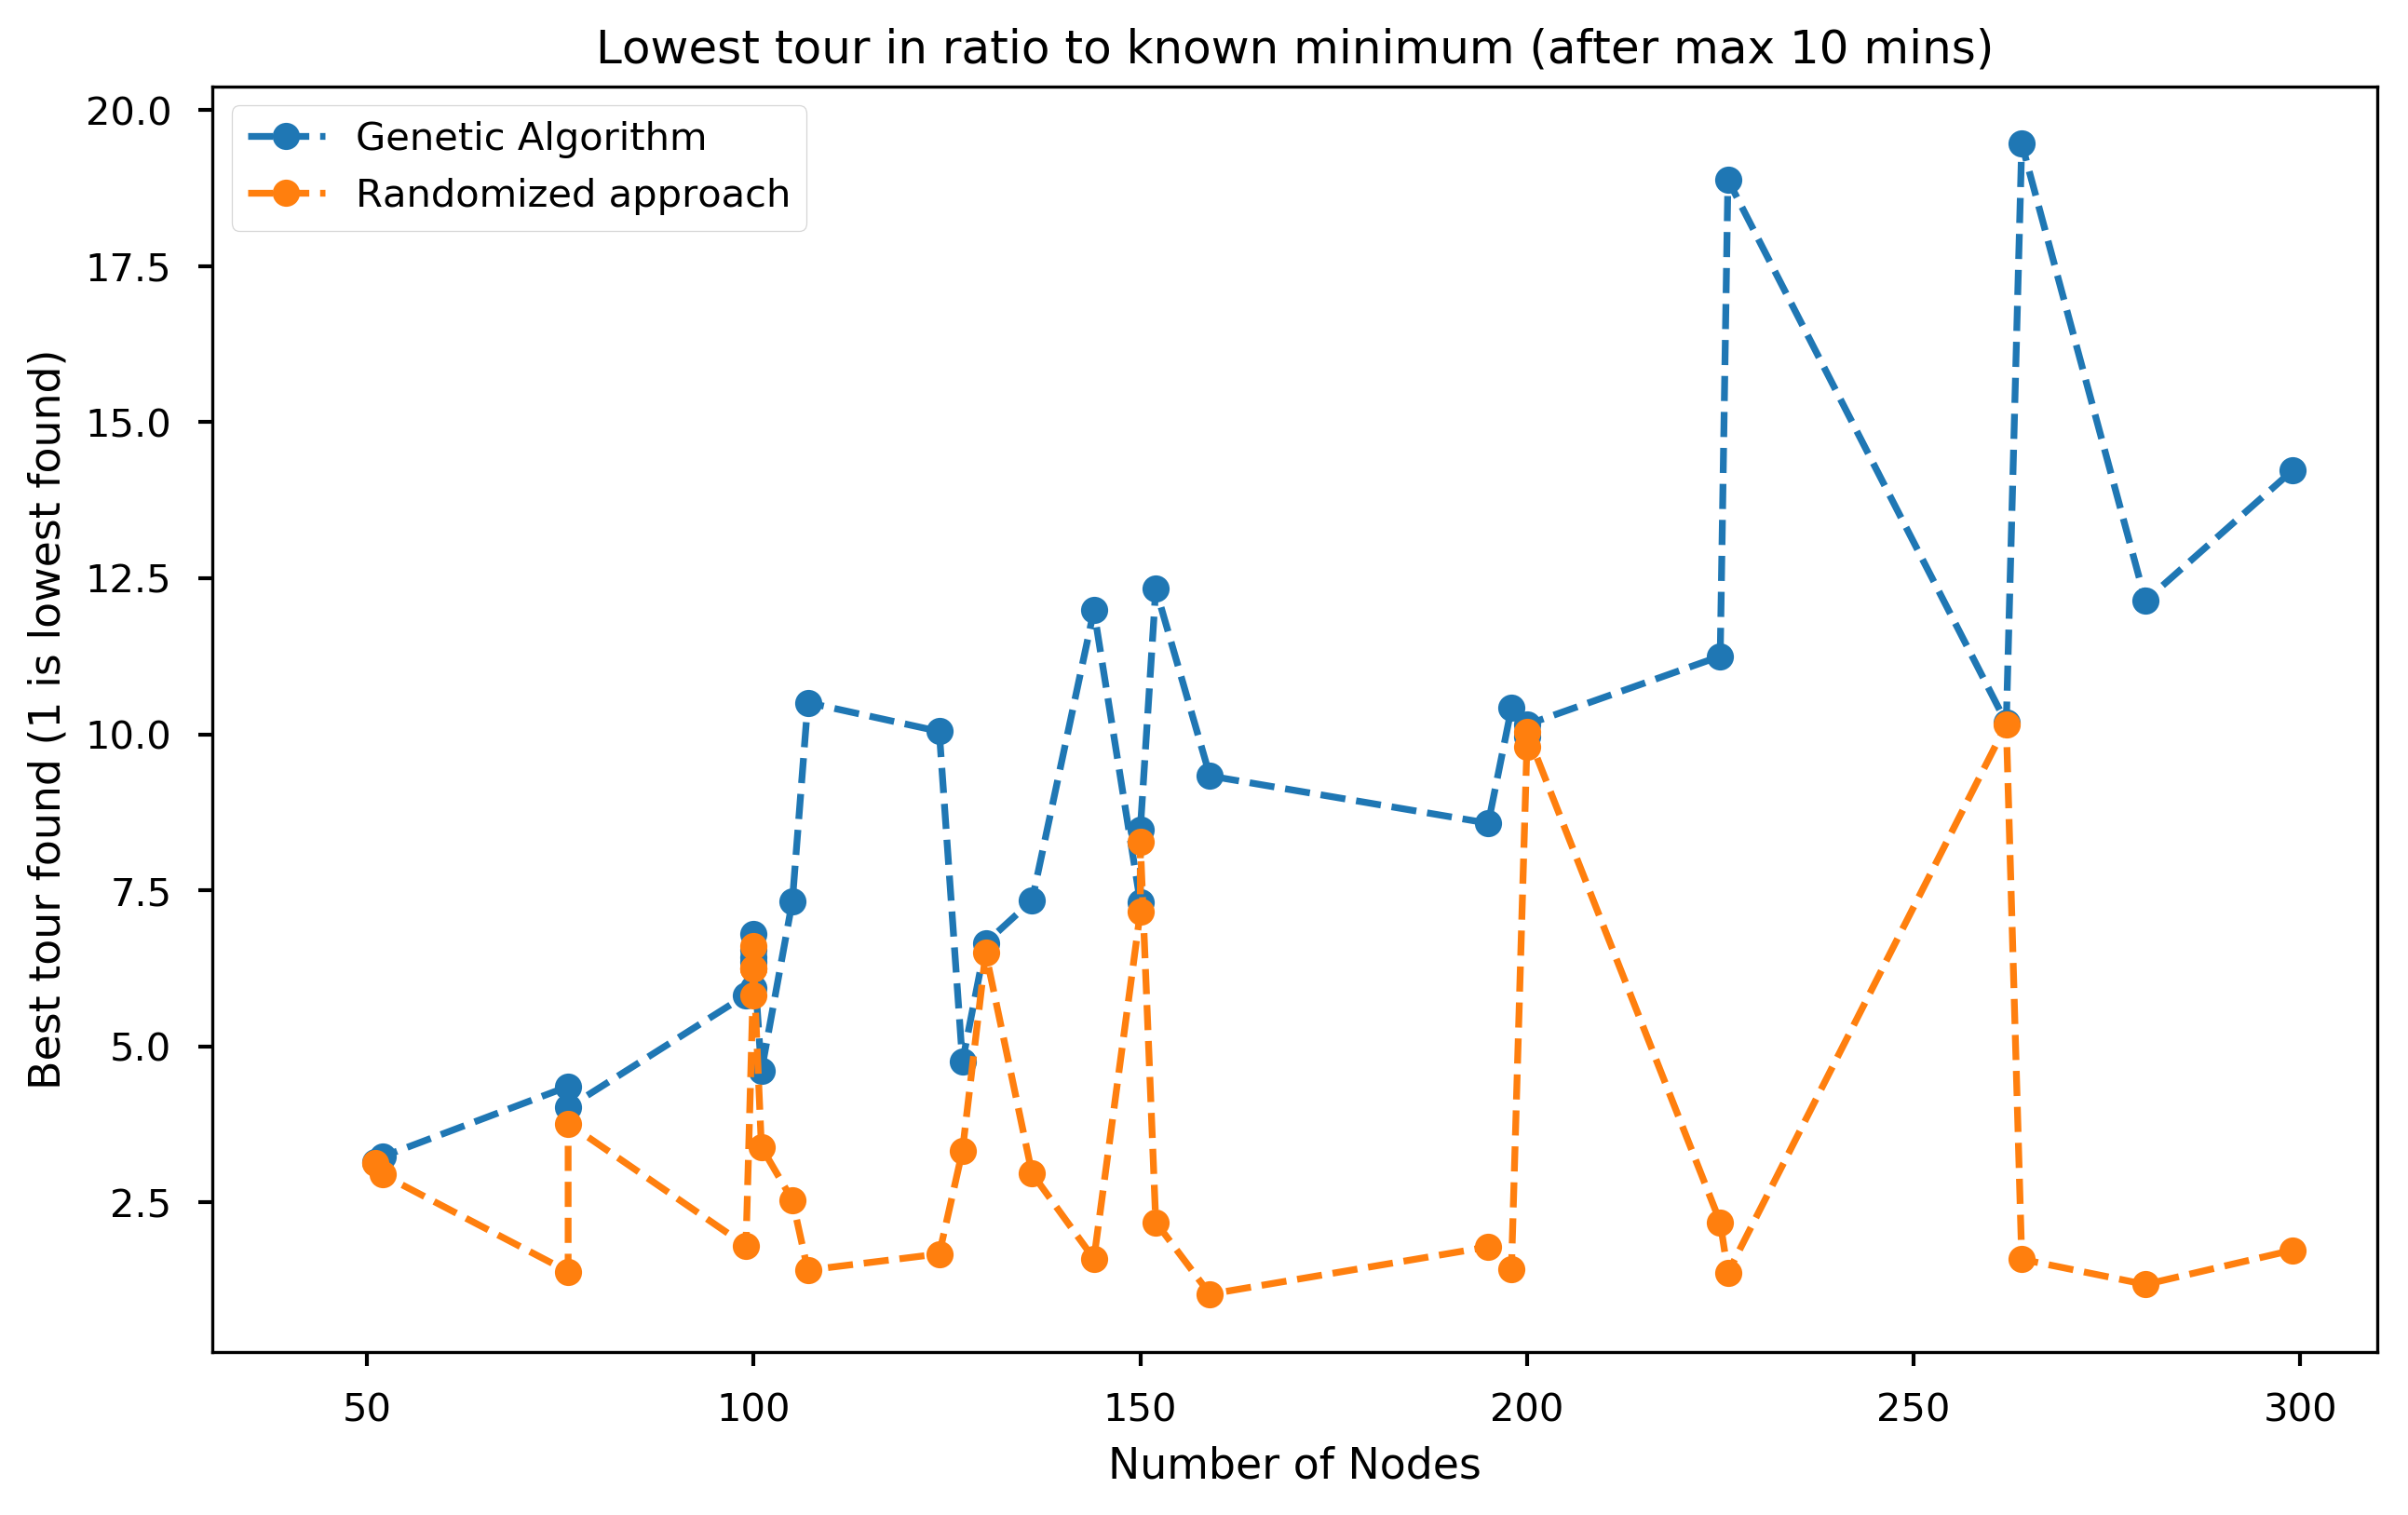 Lowest tour in ratio to known minimum (after max 10 mins)
Genetic Algorithm
Randomized approach
Best tour found (1 is lowest found)
20.0
17.5
15.0
12.5
10.0
7.5
5.0
2.5
50 100 150 200 250 300
Number of Nodes